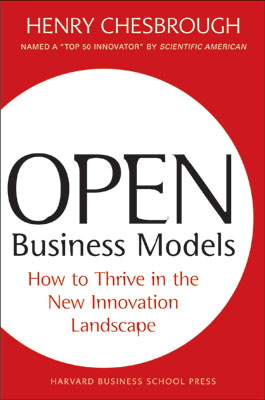 HENRY CHESBROUGH
NAMED A "TOP 50 INNOVATOR" BY SCIENTIFIC AMERICAN
OPEN
Business Models
How to Thrive in the
New Innovation
Landscape
HARVARD BUSINESS SCHOOL PRESS